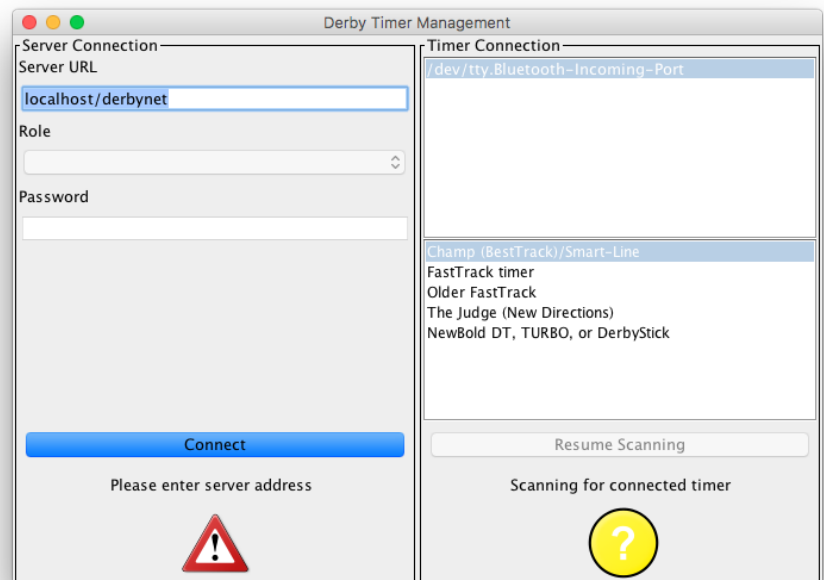 Derby Timer Management
Server Connection
Server URL
localhost/derbynet
Role
Password
Connect
Please enter server address
!
Timer Connection
/dev/tty.Bluetooth-Incoming-Port
Champ (BestTrack)/Smart-Line
FastTrack timer
Older FastTrack
The Judge (New Directions)
NewBold DT, TURBO, or DerbyStick
Resume Scanning
Scanning for connected timer
?